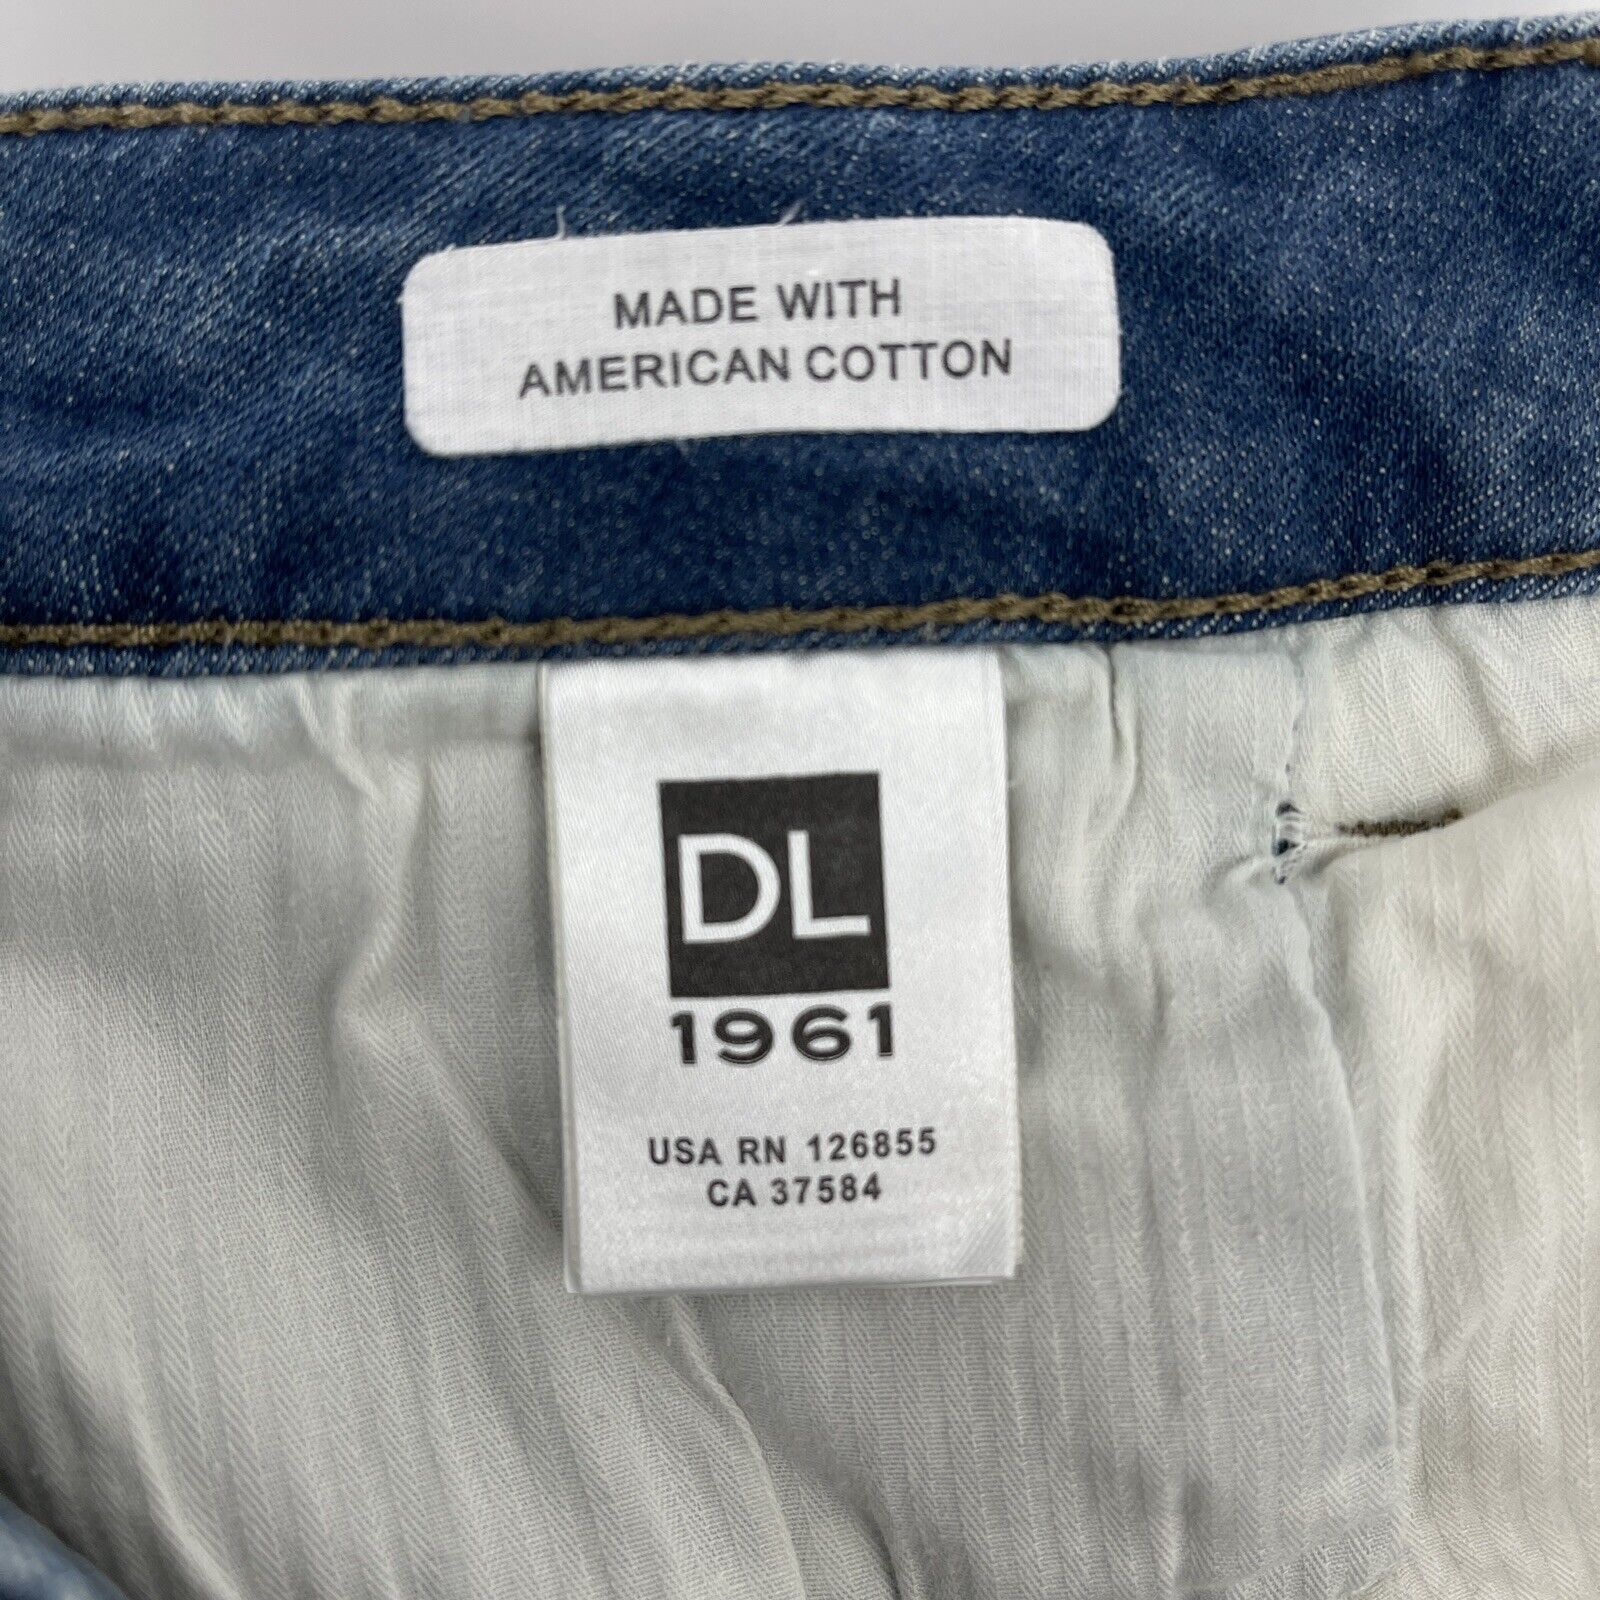 MADE WITH
AMERICAN COTTON
DL
1961
USA RN 126855
CA 37584